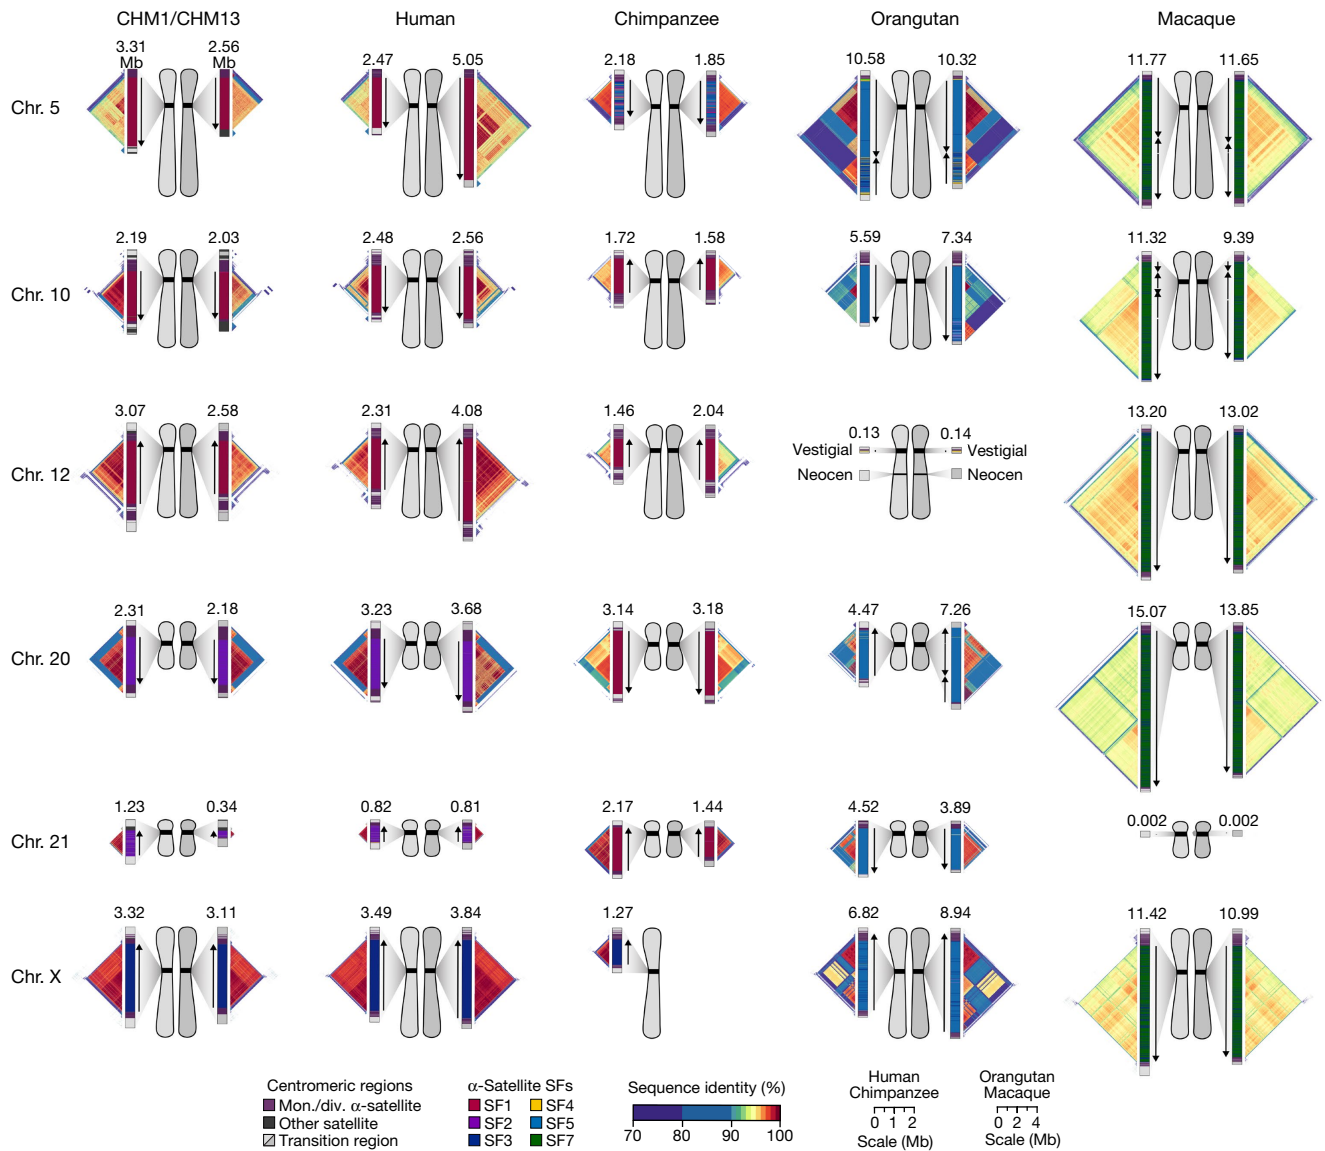 CHM1/CHM13 Human Chimpanzee Orangutan Macaque
3.31 Mb 2.56 Mb 2.47 5.05 2.18 1.85 10.58 10.32 11.77 11.65
Chr. 5
2.19 2.03 2.48 2.56 1.72 1.58 5.59 7.34 11.32 9.39
Chr. 10
3.07 2.58 2.31 4.08 1.46 2.04 13.20 13.02
0.13 0.14
Vestigial Vestigial
Chr. 12 Neocen Neocen
2.31 2.18 3.23 3.68 3.14 3.18 4.47 7.26 15.07 13.85
Chr. 20
1.23 0.34 0.82 0.81 2.17 1.44 4.52 3.89 0.002 0.002
Chr. 21
3.32 3.11 3.49 3.84 1.27 6.82 8.94 11.42 10.99
Chr. X
Centromeric regions
Mon./div. α-satellite
Other satellite
Transition region
α-Satellite SFs
SF1 SF4
SF2 SF5
SF3 SF7
Sequence identity (%)
70 80 90 100
Human
Chimpanzee
0 1 2
Scale (Mb)
Orangutan
Macaque
0 2 4
Scale (Mb)